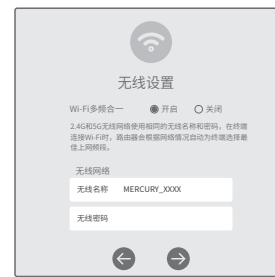 无线设置
Wi-Fi多频合一 开启 关闭
2.4G和5G无线网络使用相同的无线名称和密码，在终端
连接Wi-Fi时，路由器会根据网络情况自动为终端选择最
佳上网频段。
无线网络
无线名称 MERCURY_XXXX
无线密码